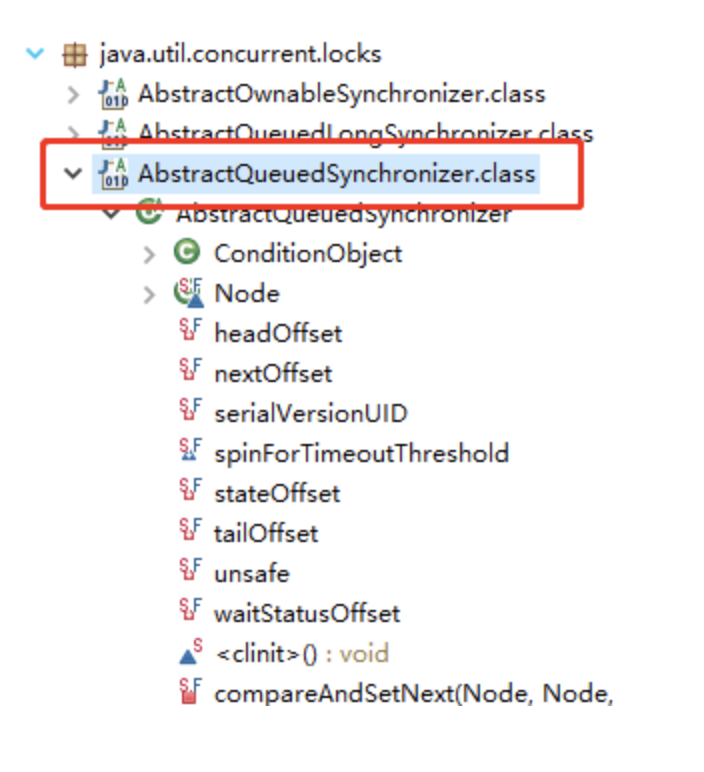 java.util.concurrent.locks
AbstractOwnableSynchronizer.class
AbstractQueuedLongSynchronizer.class
AbstractQueuedSynchronizer.class
AbstractQueuedSynchronizer
ConditionObject
Node
headOffset
nextOffset
serialVersionUID
spinForTimeoutThreshold
stateOffset
tailOffset
unsafe
waitStatusOffset
<clinit>() : void
compareAndSetNext(Node, Node,